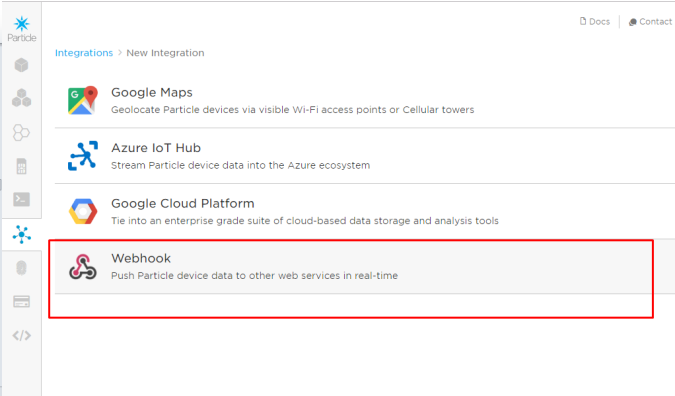 Particle
Docs
Contact
Integrations > New Integration
Google Maps
Geolocate Particle devices via visible Wi-Fi access points or Cellular towers
Azure IoT Hub
Stream Particle device data into the Azure ecosystem
Google Cloud Platform
Tie into an enterprise grade suite of cloud-based data storage and analysis tools
Webhook
Push Particle device data to other web services in real-time